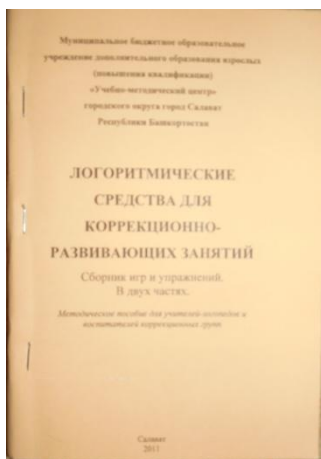 Муниципальное бюджетное образовательное
учреждение дополнительного образования взрослых
(повышения квалификации)
«Учебно-методический центр»
городского округа город Салават
Республики Башкортостан
ЛОГОРИТМИЧЕСКИЕ
СРЕДСТВА ДЛЯ
КОРРЕКЦИОННО-
РАЗВИВАЮЩИХ ЗАНЯТИЙ
Сборник игр и упражнений.
В двух частях.
Методическое пособие для учителей-логопедов и
воспитателей коррекционных групп
Салават
2011